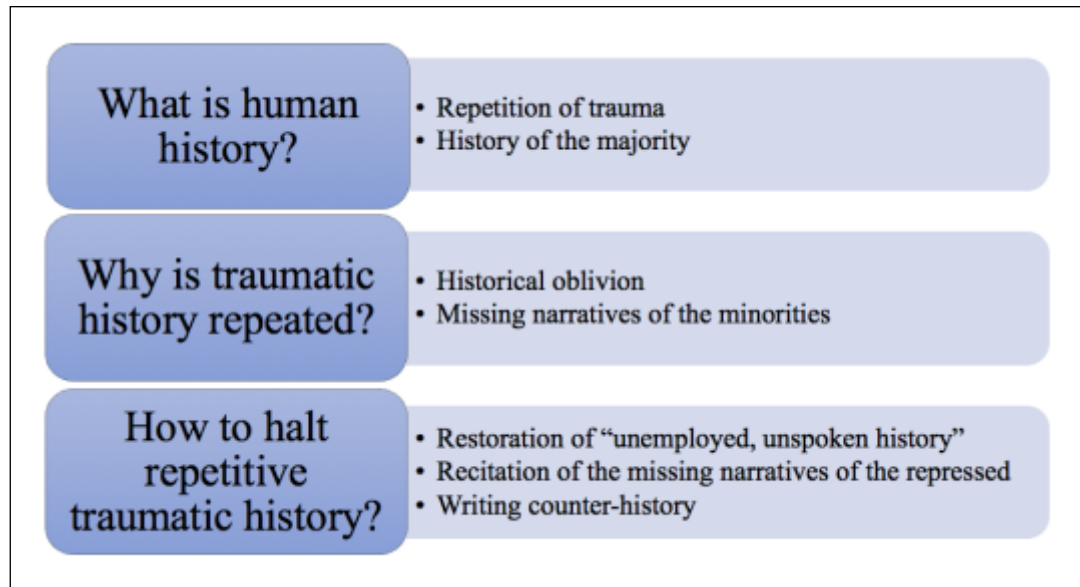 What is human
history?
• Repetition of trauma
• History of the majority
Why is traumatic
history repeated?
• Historical oblivion
• Missing narratives of the minorities
How to halt
repetitive
traumatic history?
• Restoration of “unemployed, unspoken history”
• Recitation of the missing narratives of the repressed
• Writing counter-history